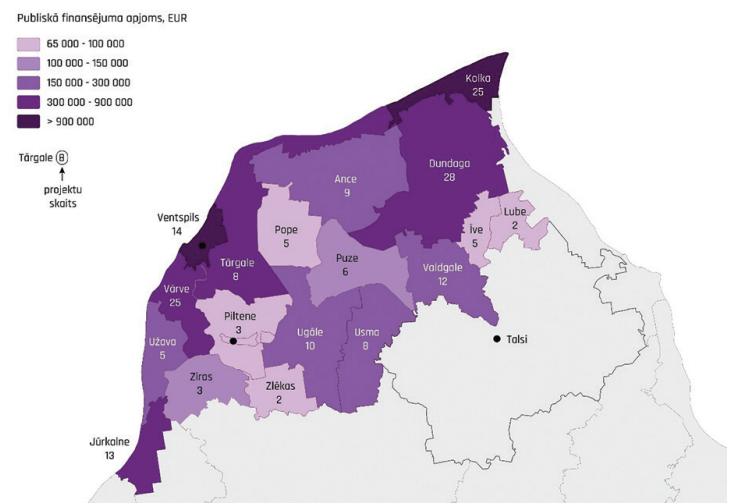 Publiskā finansējuma apjoms, EUR
65 000 - 100 000
100 000 - 150 000
150 000 - 300 000
300 000 - 900 000
> 900 000
Tārgale 8
projektu
skaits
Kolka
25
Dundaga
28
Ance
9
Ventspils
14
Pope
5
Īve
5
Lube
2
Puze
6
Tārgale
8
Valdgale
12
Vārve
25
Piltene
3
Užava
5
Ugāle
10
Usma
8
Talsi
Ziras
3
Zlēkas
2
Jūrkalne
13